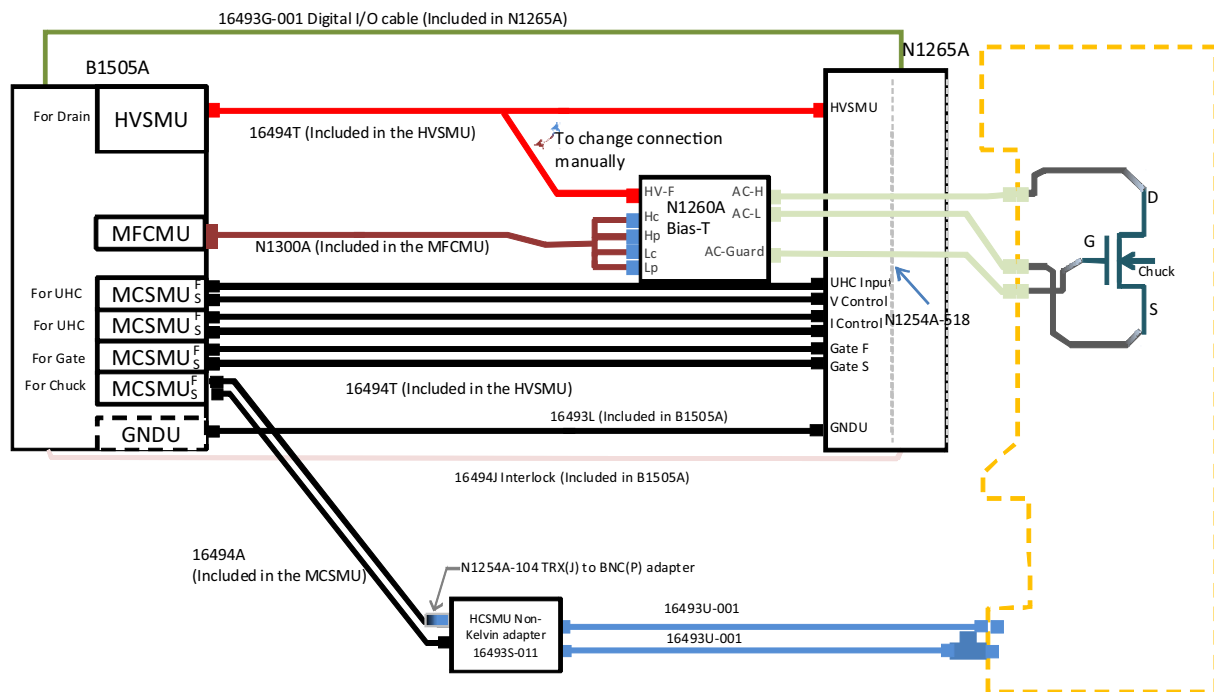 16493G-001 Digital I/O cable (Included in N1265A)
B1505A
N1265A
For Drain
HVSMU
HVSMU
16494T (Included in the HVSMU)
To change connection
manually
HV-F
AC-H
N1260A
Bias-T
Hc
Hp
Lc
Lp
AC-L
AC-Guard
MFCMU
N1300A (Included in the MFCMU)
D
G
Chuck
S
For UHC
MCSMU
F
S
UHC Input
V Control
For UHC
MCSMU
F
S
I Control
N1254A-518
For Gate
MCSMU
F
S
Gate F
Gate S
For Chuck
MCSMU
F
S
16494T (Included in the HVSMU)
16493L (Included in B1505A)
GNDU
GNDU
16494J Interlock (Included in B1505A)
16494A
(Included in the MCSMU)
N1254A-104 TRX(J) to BNC(P) adapter
HCSMU Non-
Kelvin adapter
16493S-011
16493U-001
16493U-001